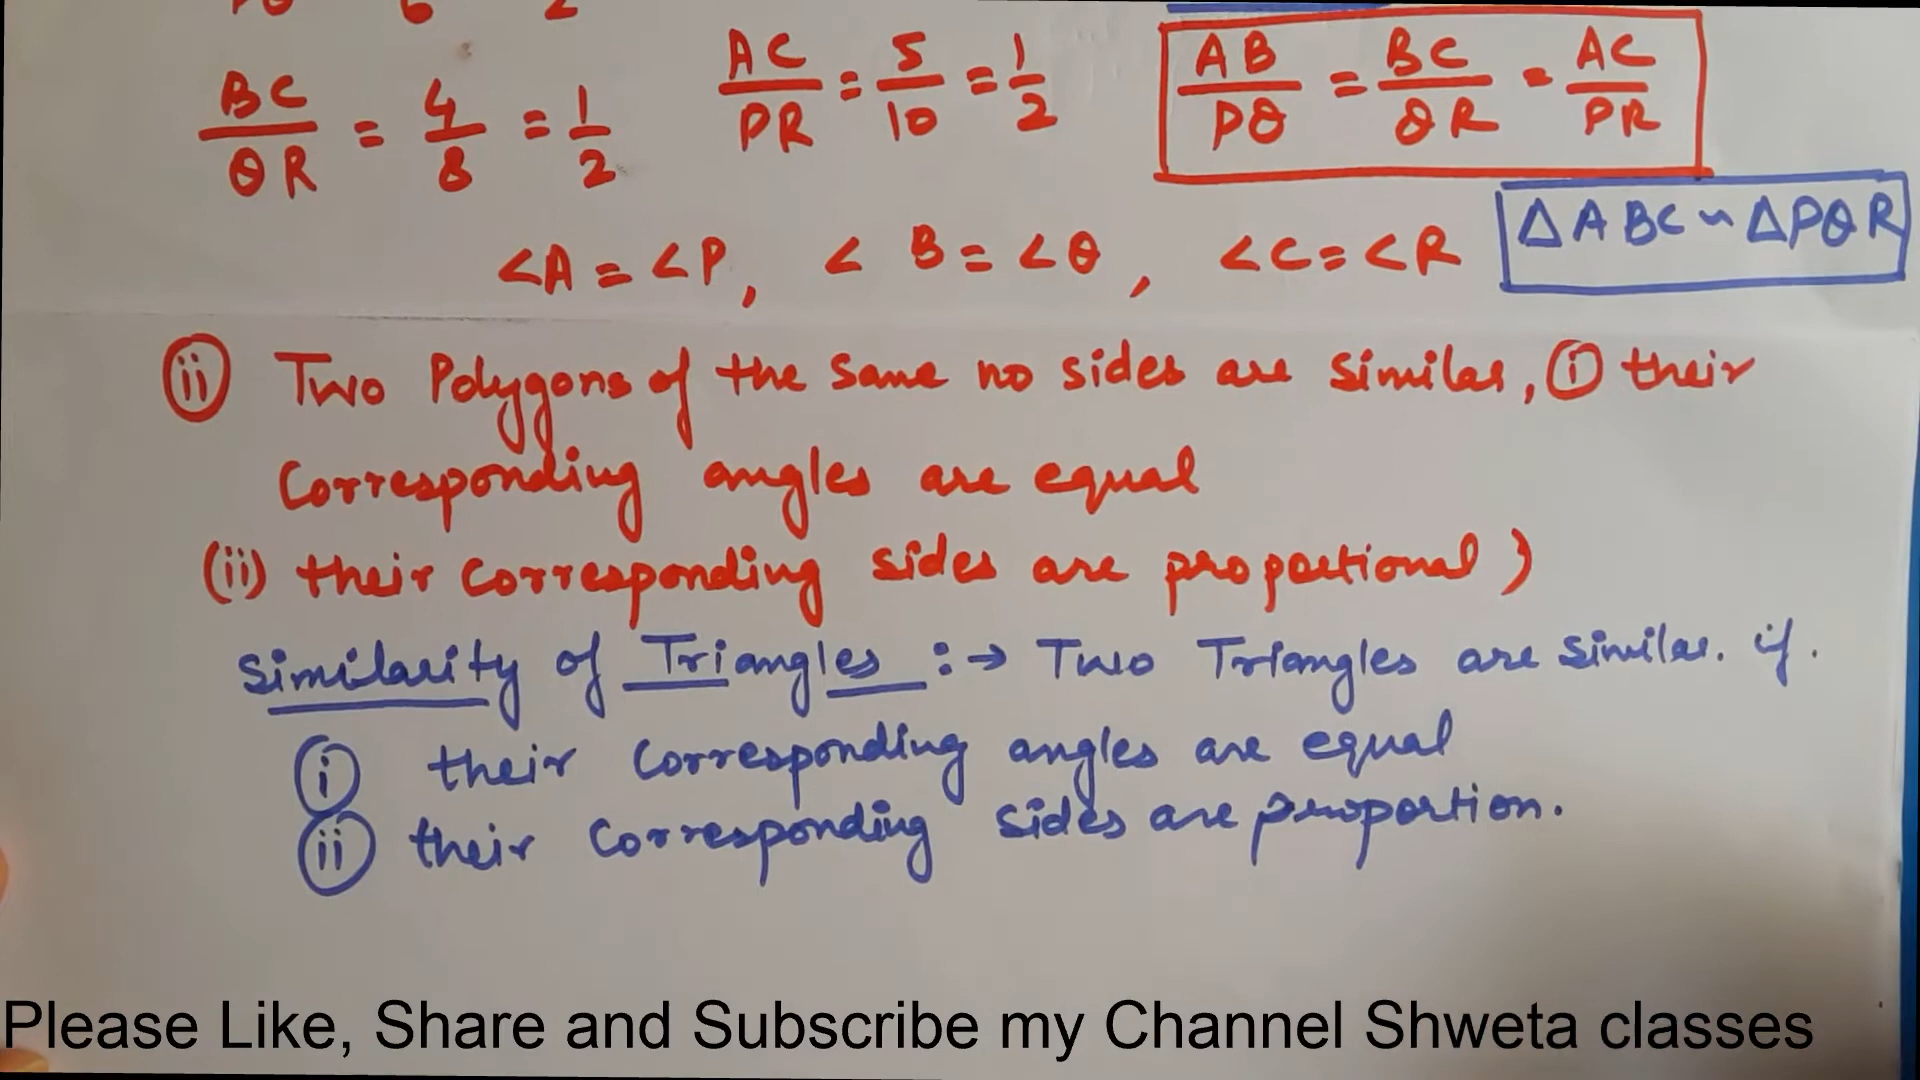 BC/QR = 4/8 = 1/2
AC/PR = 5/10 = 1/2
AB/PQ = BC/QR = AC/PR
<A = <P, < B = <Q, <C = <R
ΔABC ~ ΔPQR
(ii) Two Polygons of the same no sides are similar, (i) their
Corresponding angles are equal
(ii) their corresponding sides are proportional)
Similarity of Triangles :→ Two Triangles are similar. if.
(i) their corresponding angles are equal
(ii) their corresponding sides are proportion.
Please Like, Share and Subscribe my Channel Shweta classes